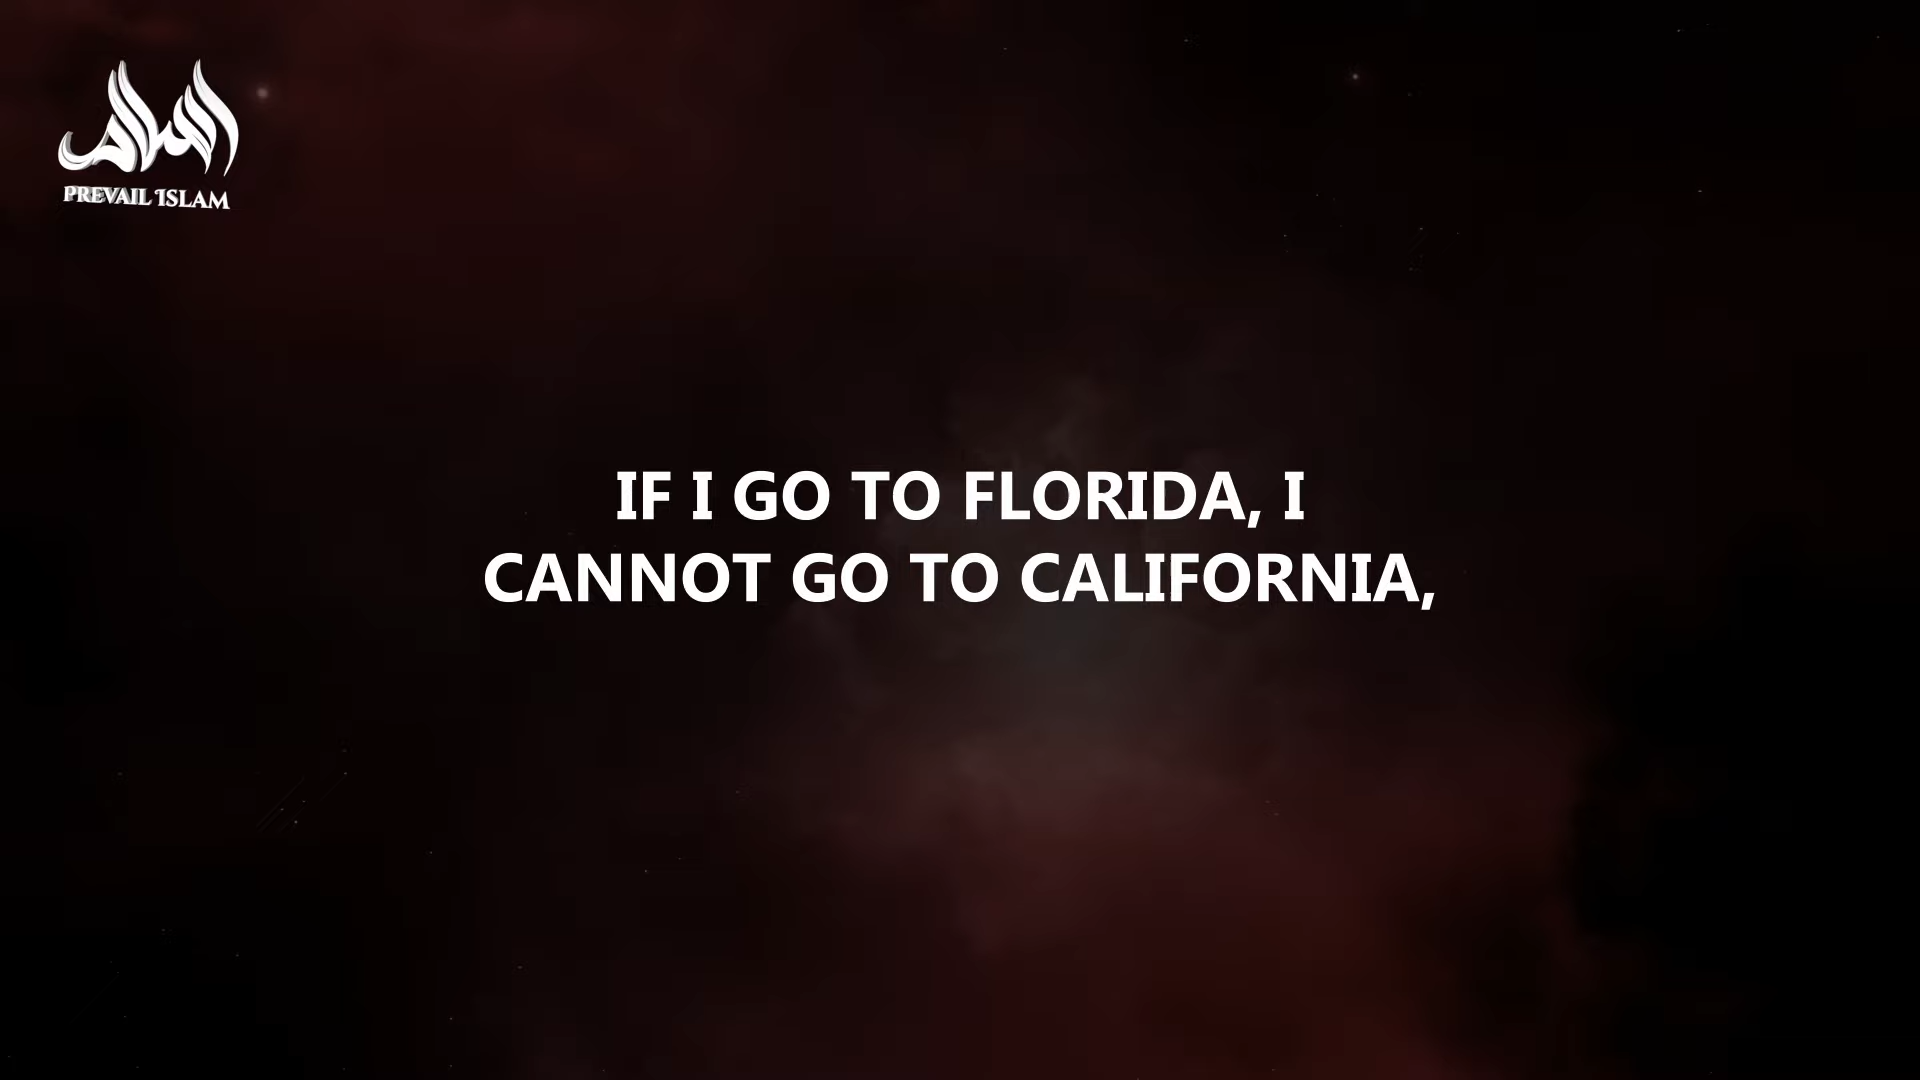 PREVAIL ISLAM
IF I GO TO FLORIDA, I
CANNOT GO TO CALIFORNIA,